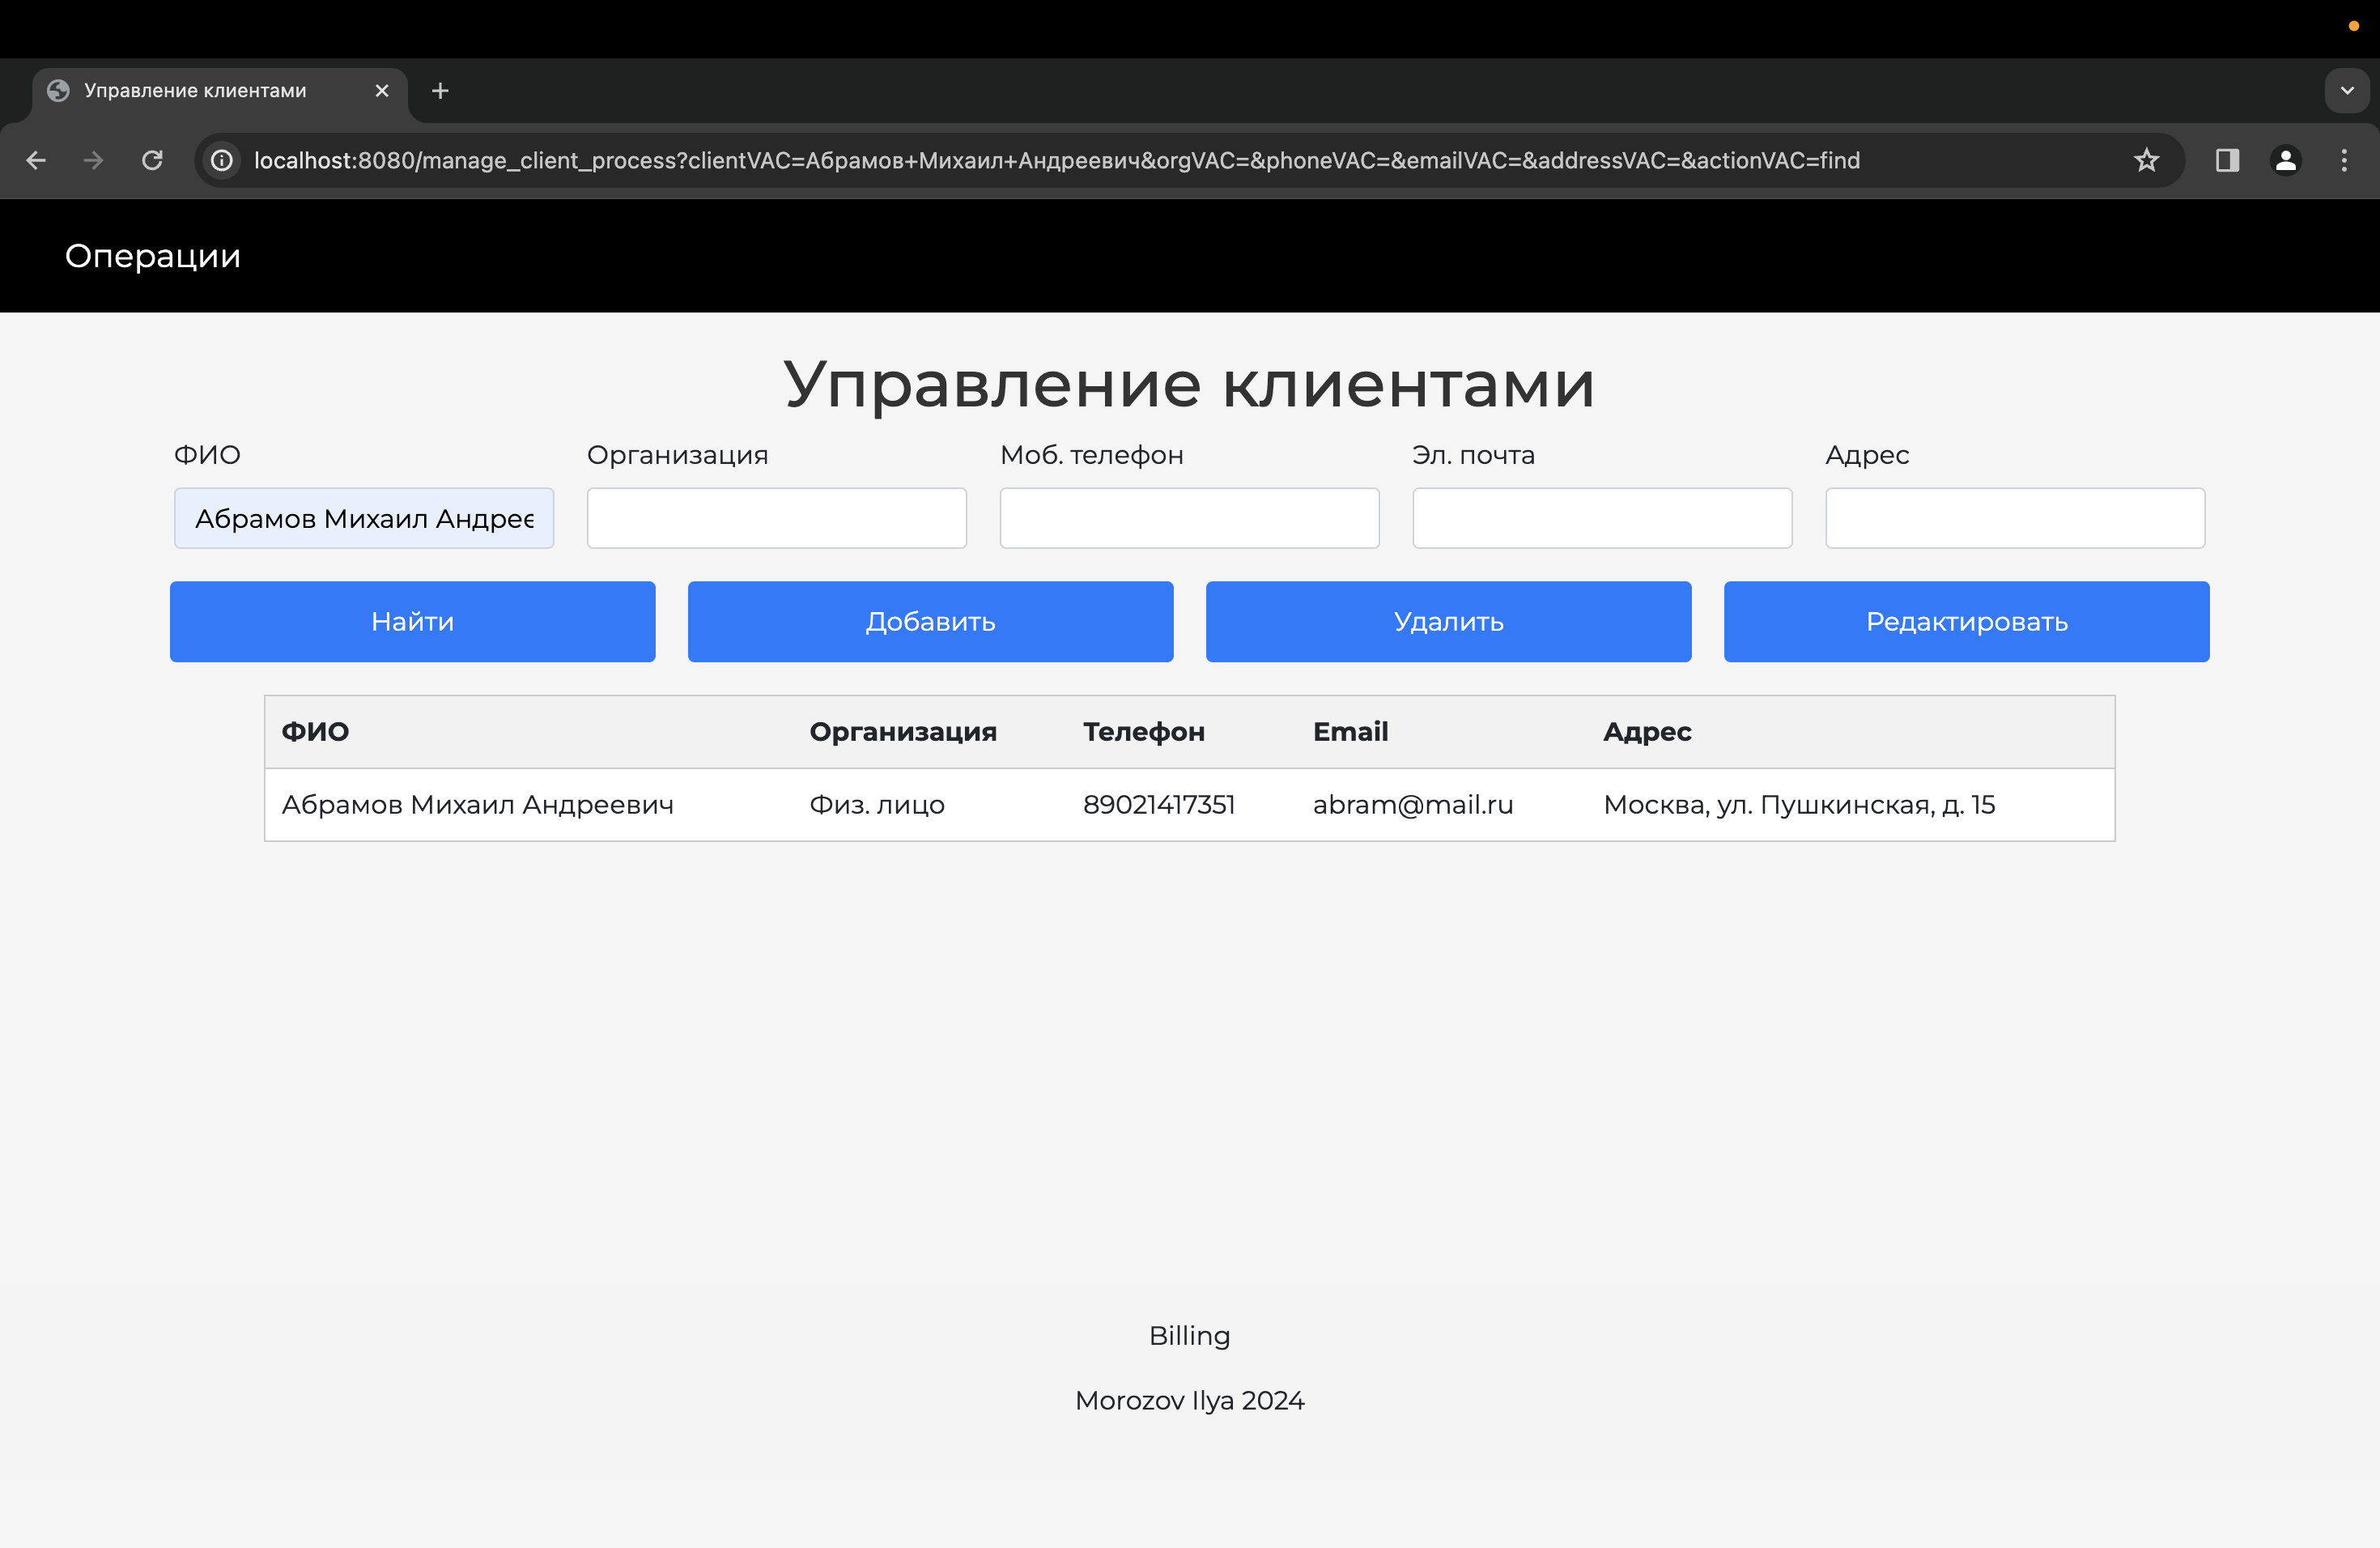 Управление клиентами
localhost:8080/manage_client_process?clientVAC=Абрамов+Михаил+Андреевич&orgVAC=&phoneVAC=&emailVAC=&addressVAC=&actionVAC=find
Операции
Управление клиентами
ФИО Организация Моб. телефон Эл. почта Адрес
Абрамов Михаил Андрее
Найти Добавить Удалить Редактировать
ФИО Организация Телефон Email Адрес
Абрамов Михаил Андреевич Физ. лицо 89021417351 abram@mail.ru Москва, ул. Пушкинская, д. 15
Billing
Morozov Ilya 2024